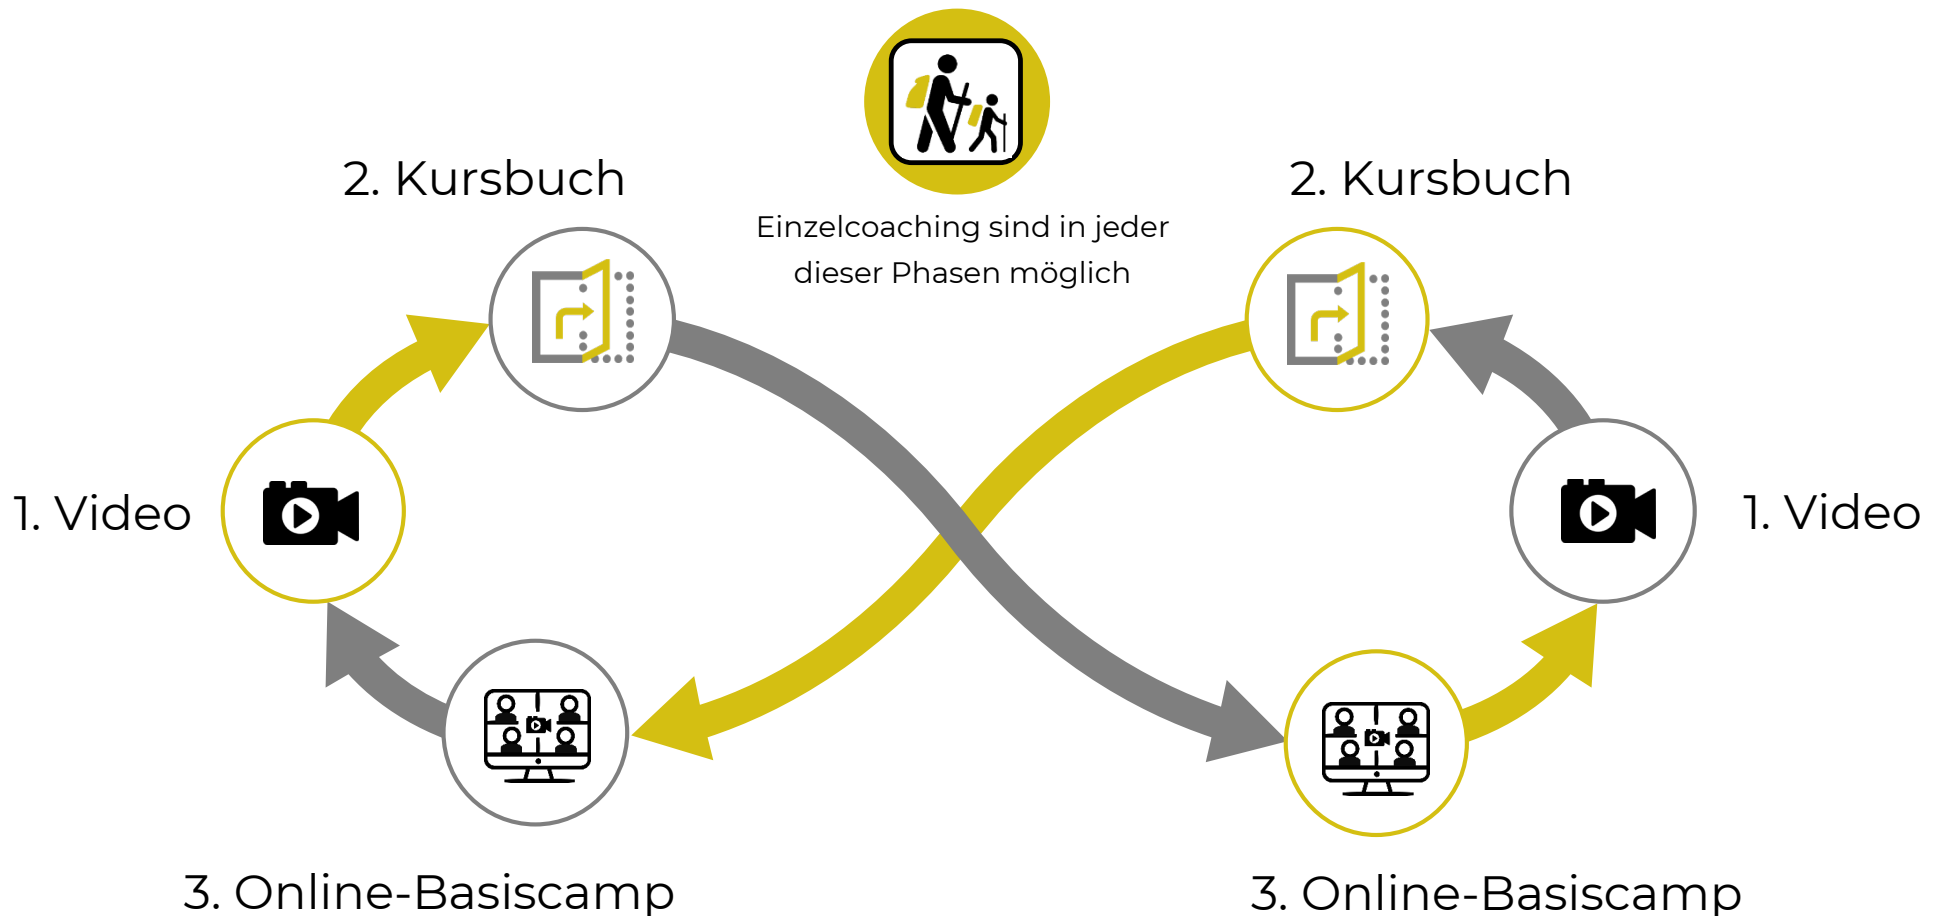 2. Kursbuch
2. Kursbuch
Einzelcoaching sind in jeder
dieser Phasen möglich
1. Video
1. Video
3. Online-Basiscamp
3. Online-Basiscamp